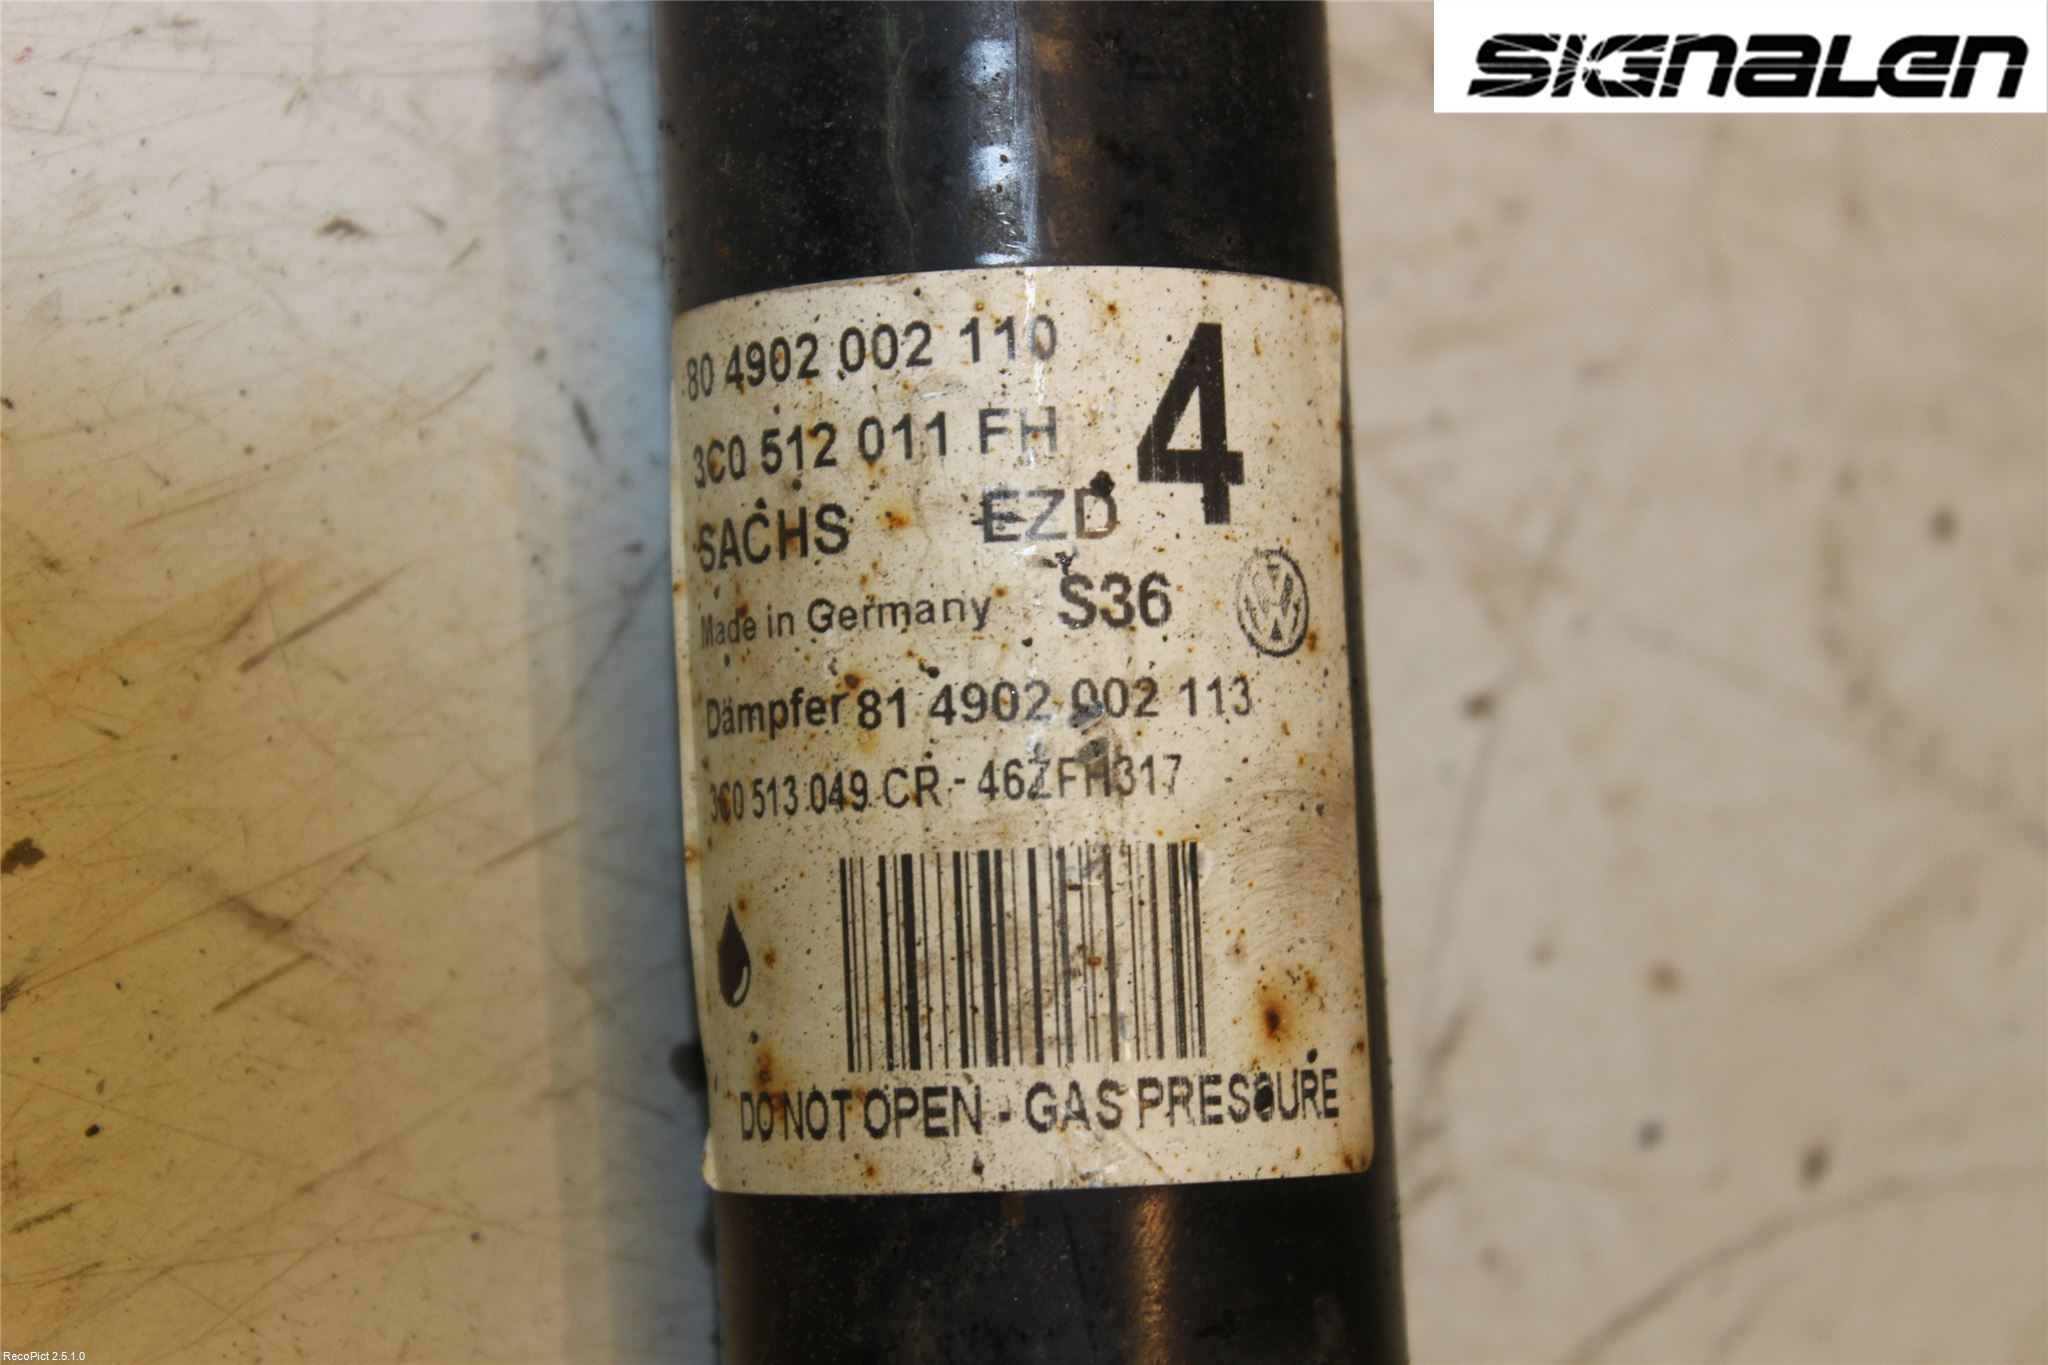 SIGNALEN
80 4902 002 110
4
3C0 512 011 FH
SACHS EZD
Made in Germany S36
Dämpfer 81 4902 002 113
3C0 513 049 CR - 46ZFH317
DO NOT OPEN - GAS PRESSURE
RecoPict 2.5.1.0